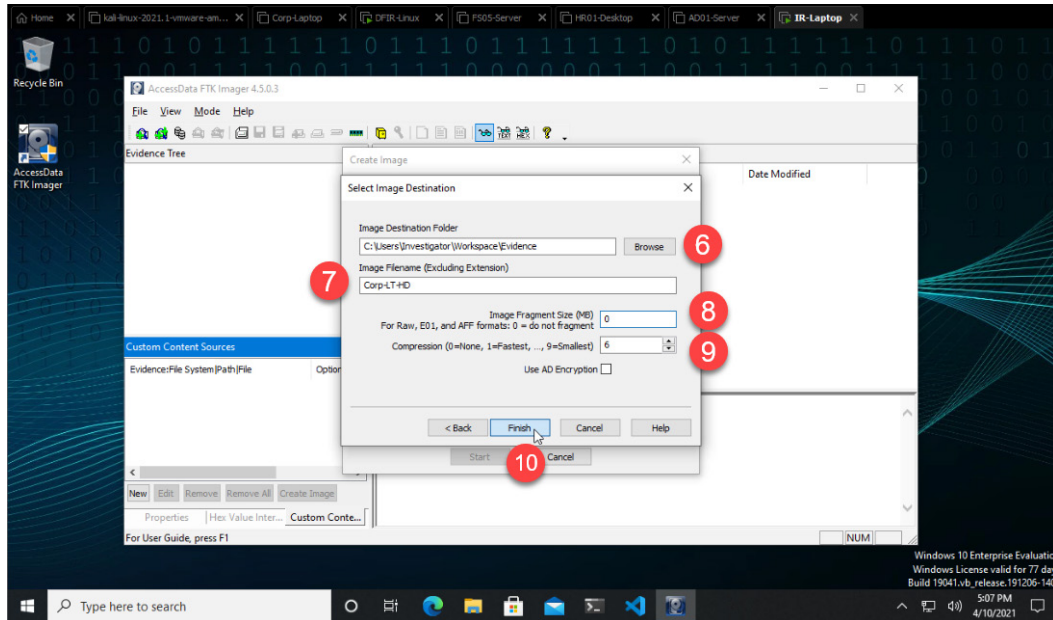 Home
kali-linux-2021.1-vmware-am...
Corp-Laptop
DFIR-Linux
FS05-Server
HR01-Desktop
AD01-Server
IR-Laptop
Recycle Bin
AccessData
FTK Imager
AccessData FTK Imager 4.5.0.3
File View Mode Help
Evidence Tree
Date Modified
Create Image
Select Image Destination
Image Destination Folder
C:\Users\Investigator\Workspace\Evidence
Browse
6
7
Image Filename (Excluding Extension)
Corp-LT-HD
Image Fragment Size (MB)
For Raw, E01, and AFF formats: 0 = do not fragment
0
8
Compression (0=None, 1=Fastest, ..., 9=Smallest)
6
9
Use AD Encryption
< Back
Finish
Cancel
Help
10
Start
Cancel
Custom Content Sources
Evidence:File System|Path|File
Option
New Edit Remove Remove All Create Image
Properties Hex Value Inter... Custom Conte...
For User Guide, press F1
NUM
Windows 10 Enterprise Evaluatio
Windows License valid for 77 da
Build 19041.vb_release.191206-140
Type here to search
5:07 PM
4/10/2021